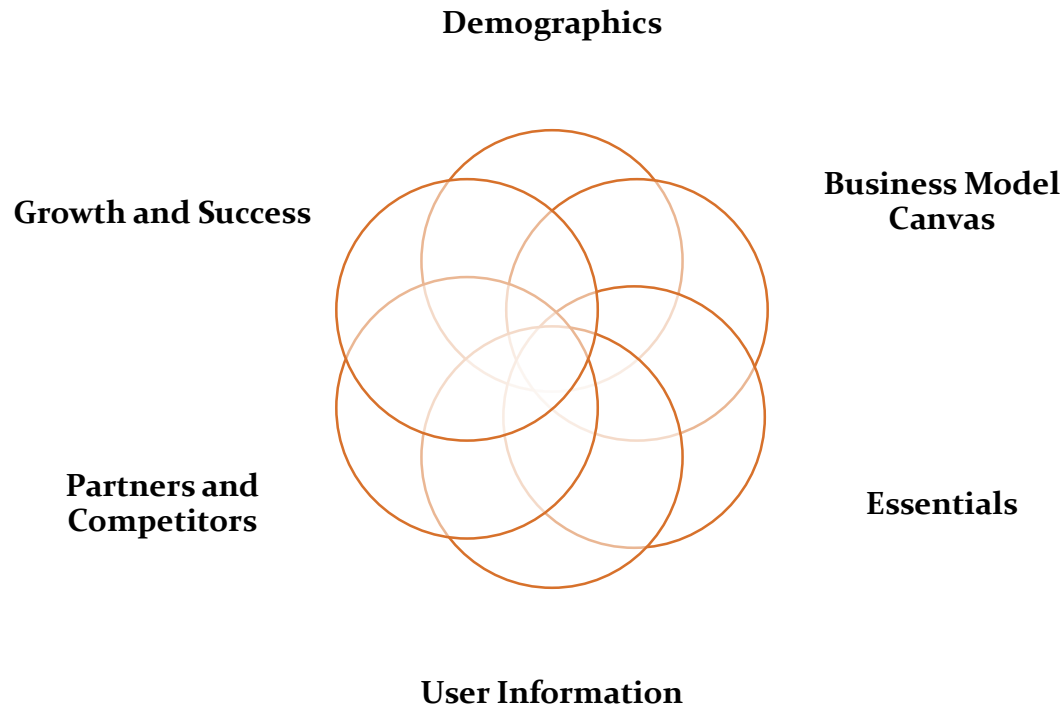 Demographics
Business Model
Canvas
Growth and Success
Partners and
Competitors
Essentials
User Information